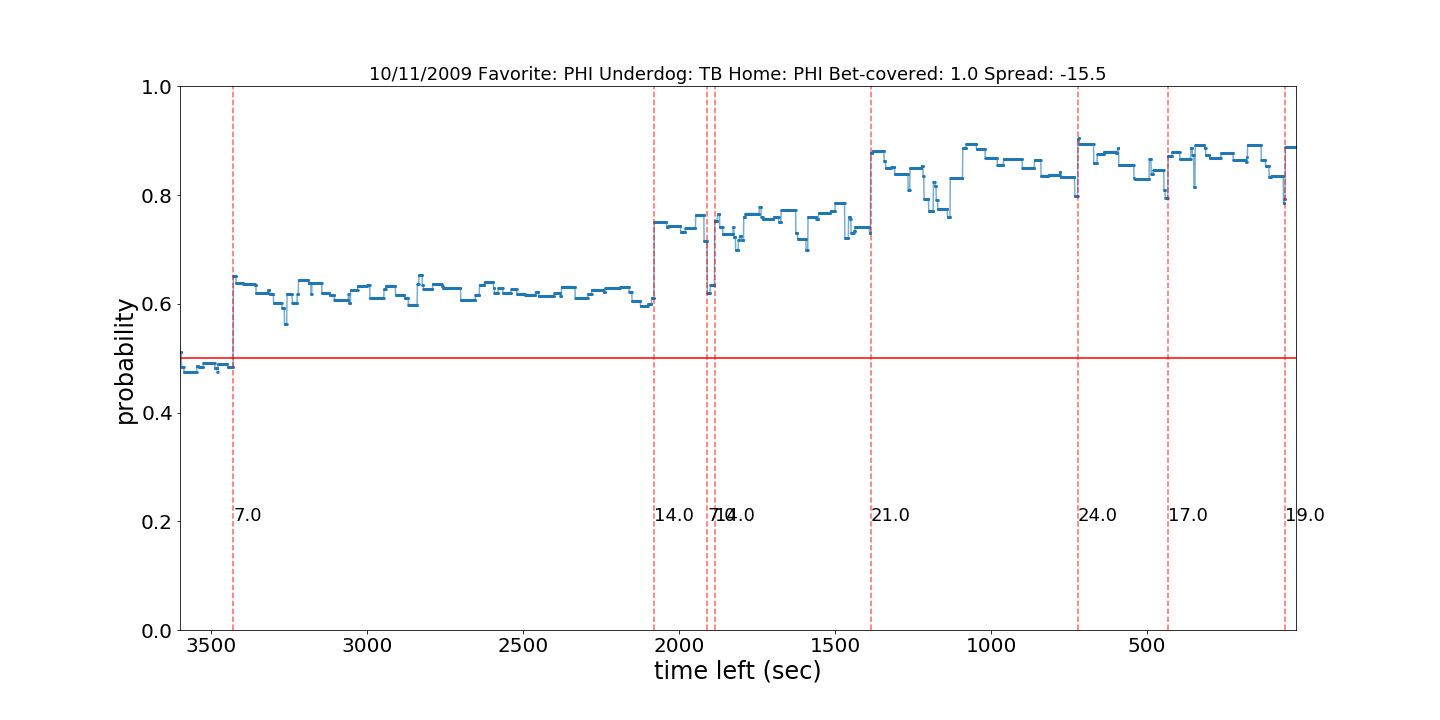 10/11/2009 Favorite: PHI Underdog: TB Home: PHI Bet-covered: 1.0 Spread: -15.5
1.0
0.8
0.6
0.4
0.2
0.0
probability
7.0 14.0 7.0 14.0 21.0 24.0 17.0 19.0
3500 3000 2500 2000 1500 1000 500
time left (sec)